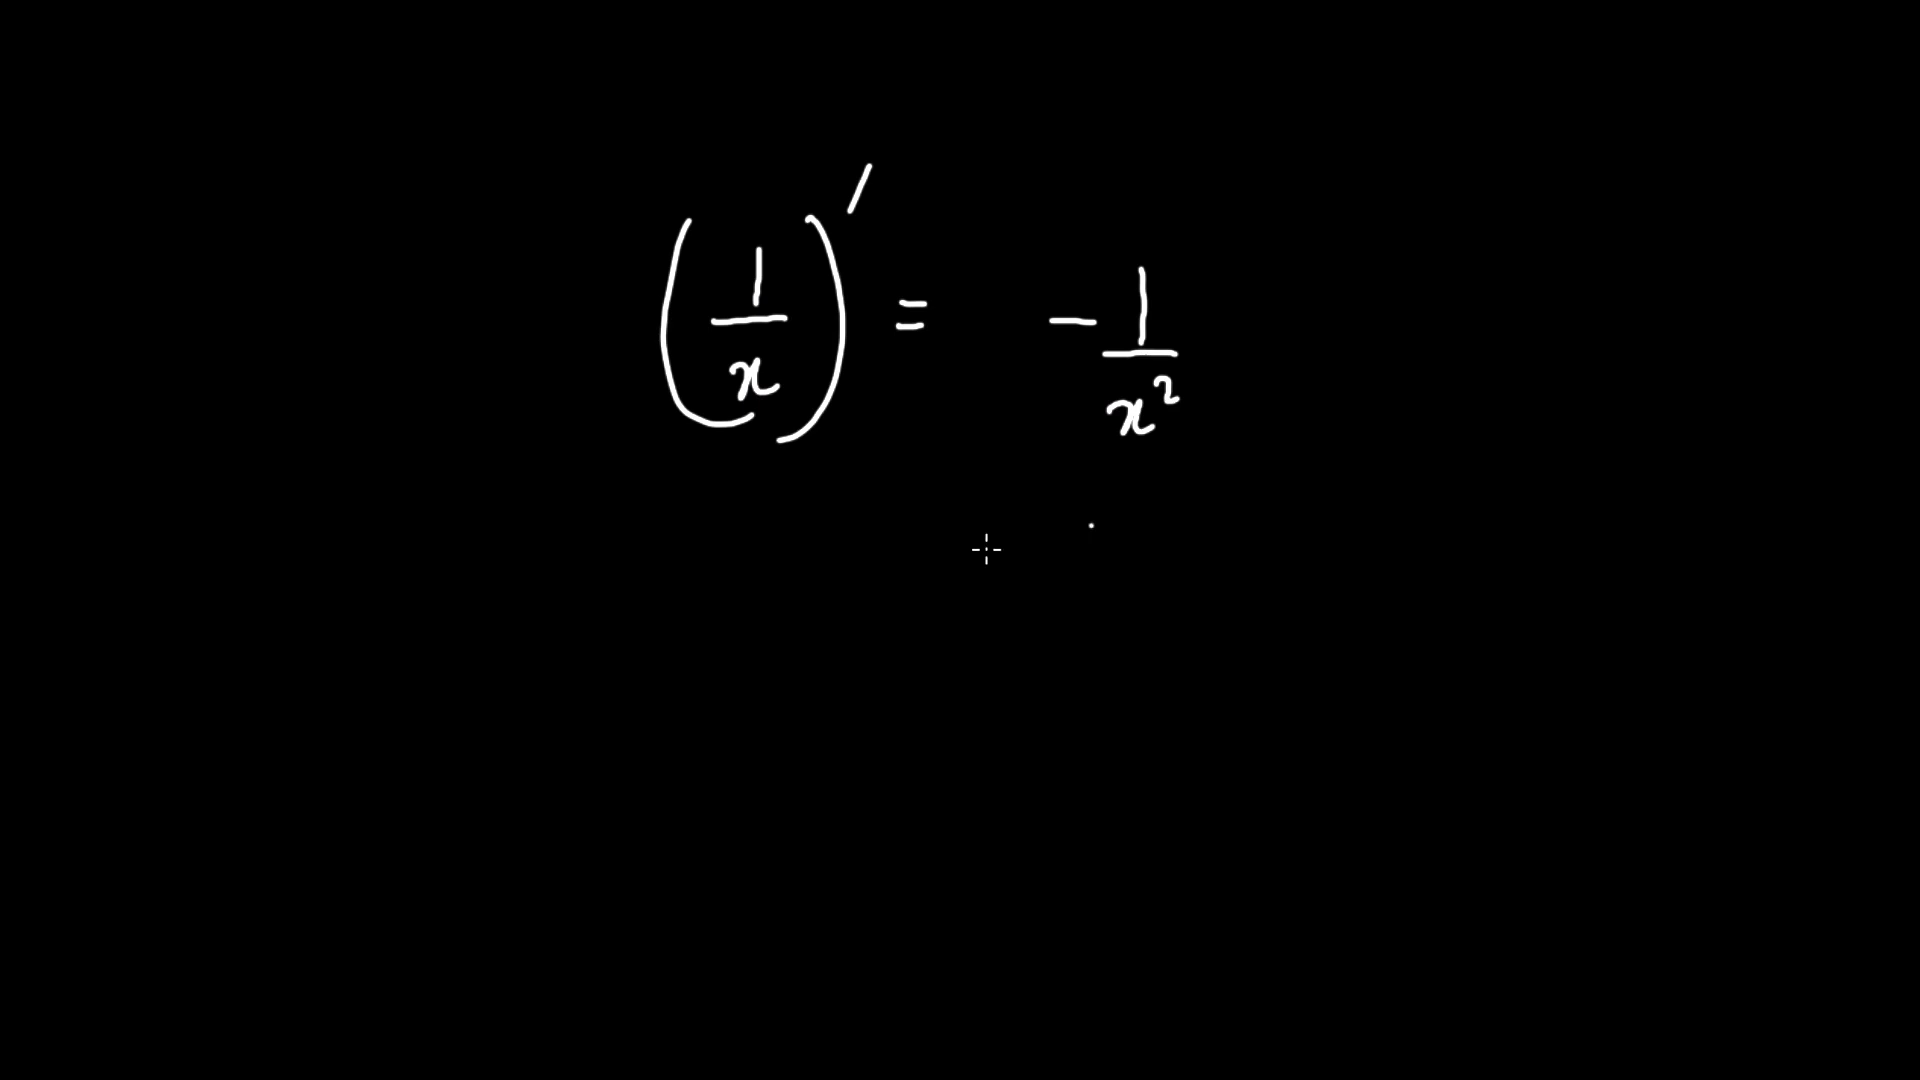 (1/x)′ = -1/x²